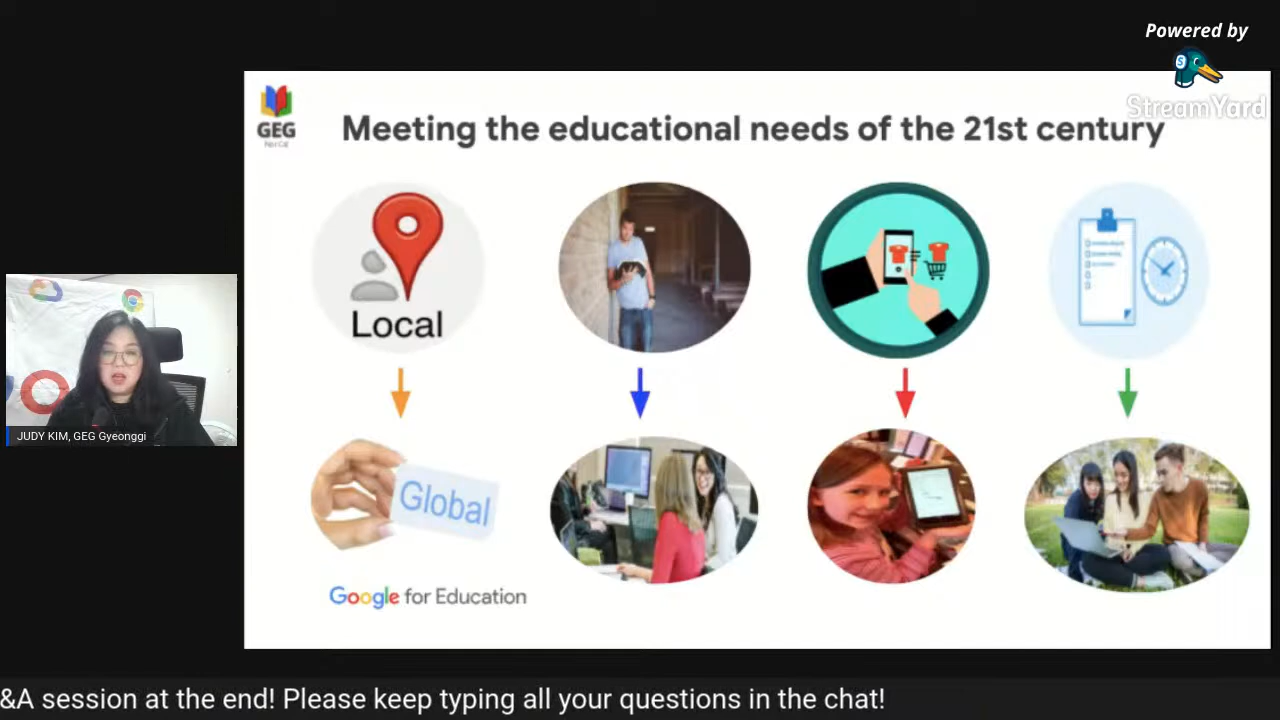 Powered by
StreamYard
GEG
Meeting the educational needs of the 21st century
Local
Global
JUDY KIM, GEG Gyeonggi
Google for Education
&A session at the end! Please keep typing all your questions in the chat!